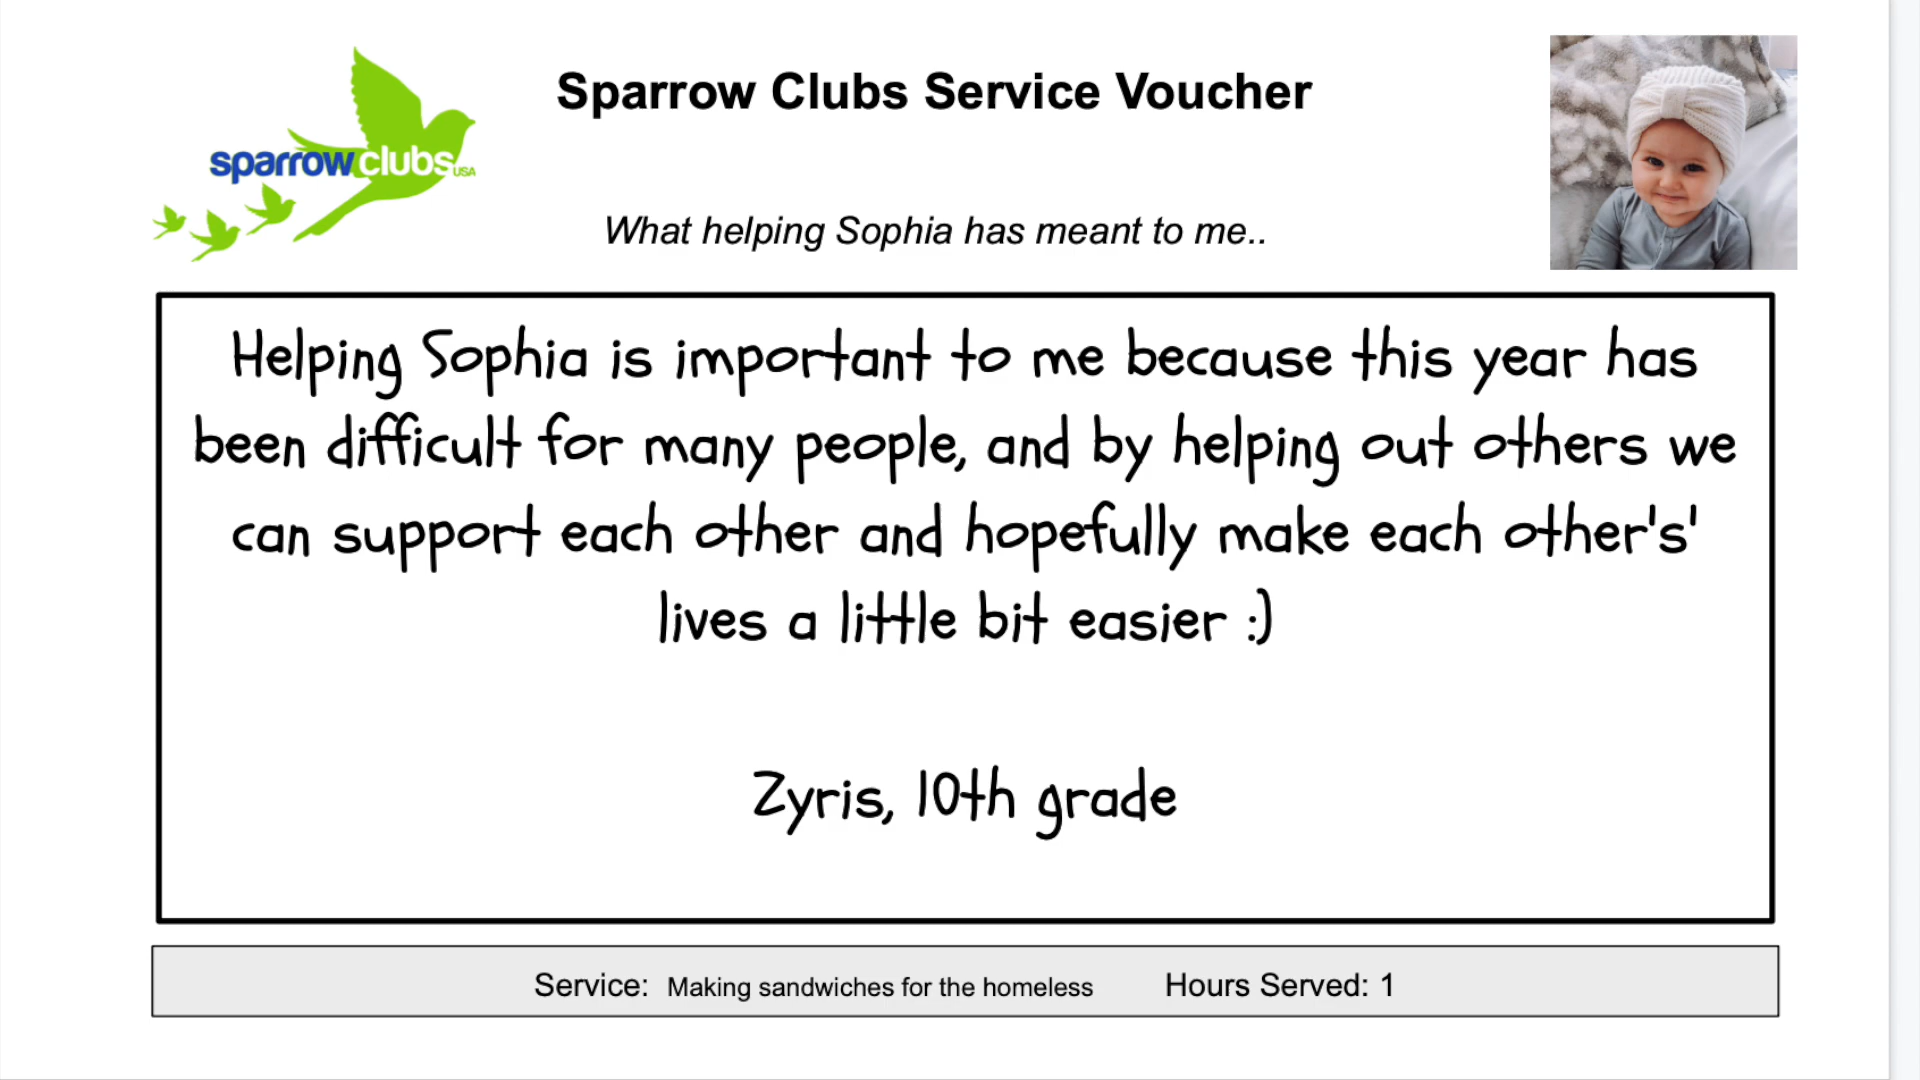 Sparrow Clubs Service Voucher
sparrowclubsUSA
What helping Sophia has meant to me..
Helping Sophia is important to me because this year has
been difficult for many people, and by helping out others we
can support each other and hopefully make each other's'
lives a little bit easier :)
Zyris, 10th grade
Service: Making sandwiches for the homeless Hours Served: 1